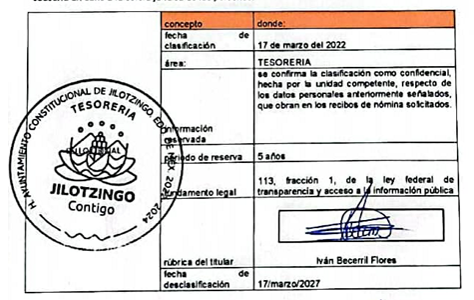 concepto donde:
fecha de
clasificación 17 de marzo del 2022
área: TESORERIA
se confirma la clasificación como confidencial,
hecha por la unidad competente, respecto de
los datos personales anteriormente señalados,
que obran en los recibos de nómina solicitados.
información
reservada
periodo de reserva 5 años
fundamento legal
113, fracción 1, de la ley federal de
transparencia y acceso a la información pública
rúbrica del titular Iván Becerril Flores
fecha de
desclasificación 17/marzo/2027
H. AYUNTAMIENTO CONSTITUCIONAL DE JILOTZINGO, EDO. DE MEX. 2022 2024
TESORERIA
JILOTZINGO
Contigo